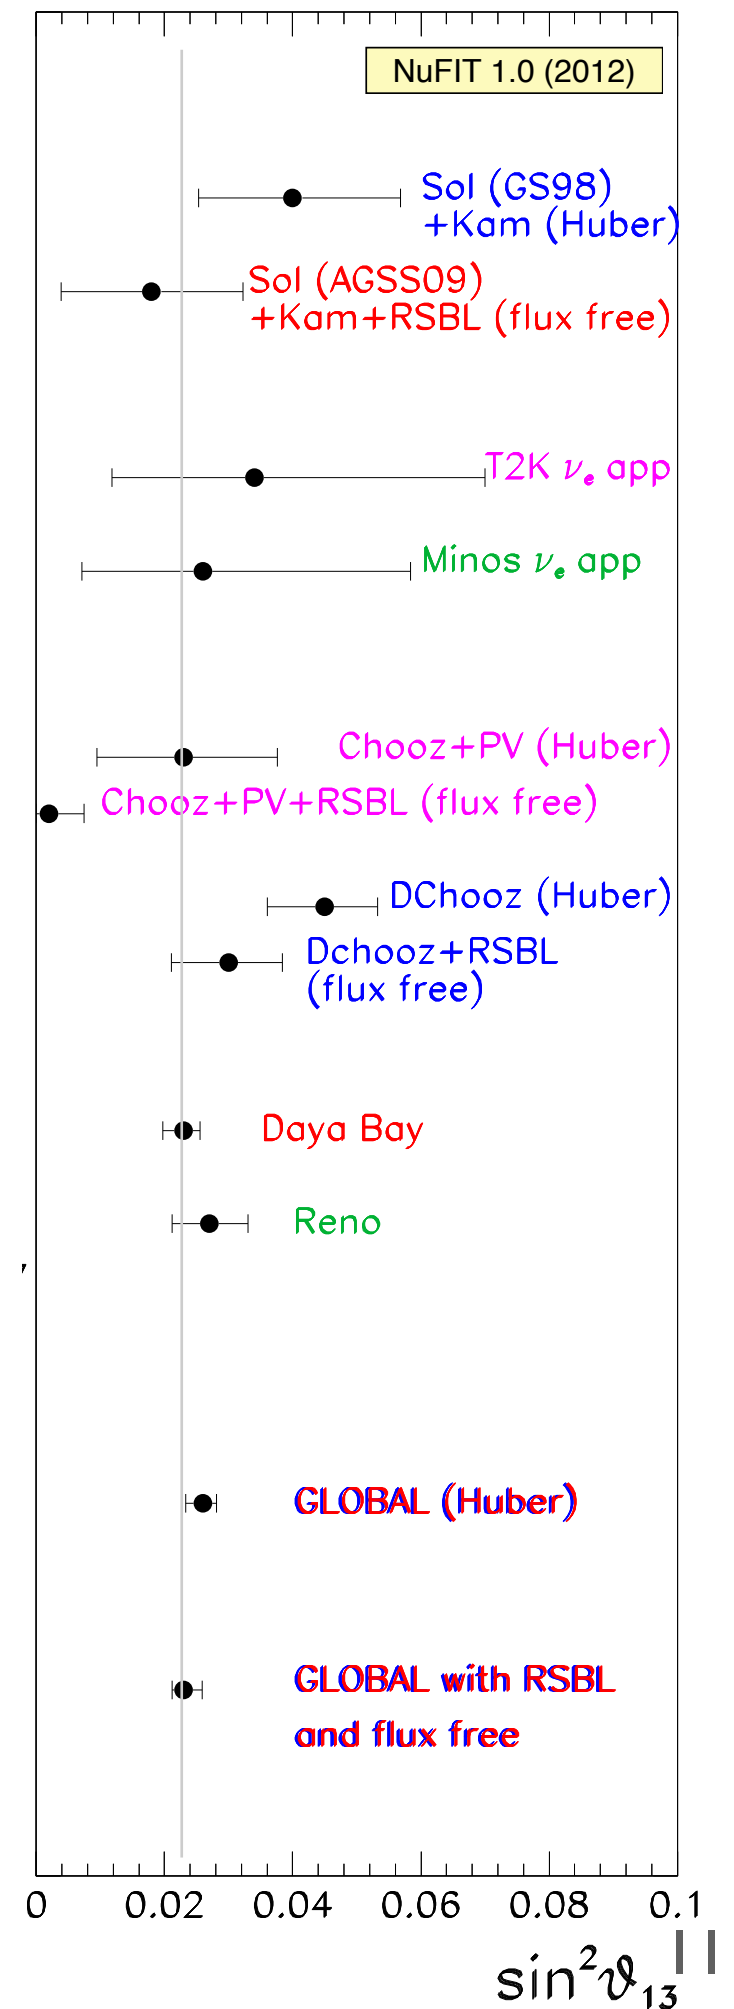 NuFIT 1.0 (2012)
Sol (GS98)
+Kam (Huber)
Sol (AGSS09)
+Kam+RSBL (flux free)
T2K νₑ app
Minos νₑ app
Chooz+PV (Huber)
Chooz+PV+RSBL (flux free)
DChooz (Huber)
Dchooz+RSBL
(flux free)
Daya Bay
Reno
GLOBAL (Huber)
GLOBAL with RSBL
and flux free
0 0.02 0.04 0.06 0.08 0.1
sin²ϑ₁₃